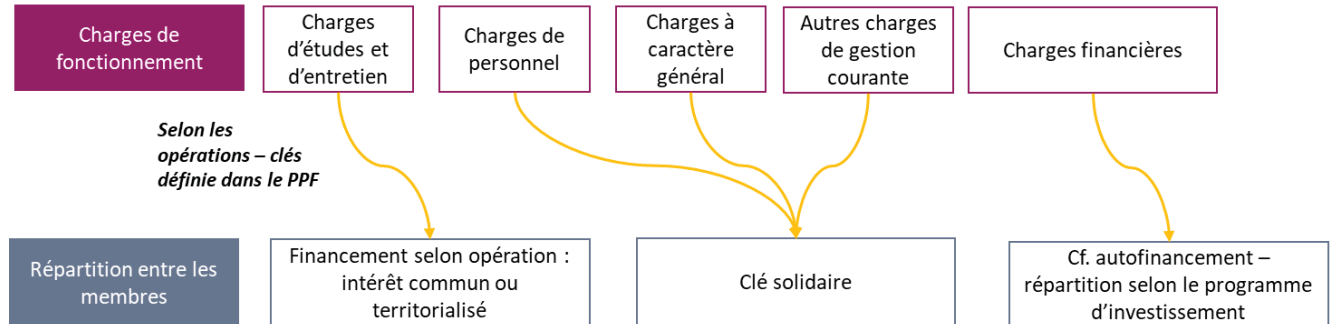 Charges de
fonctionnement
Charges
d’études et
d’entretien
Charges de
personnel
Charges à
caractère
général
Autres charges
de gestion
courante
Charges financières
Selon les
opérations – clés
définie dans le PPF
Répartition entre les
membres
Financement selon opération :
intérêt commun ou
territorialisé
Clé solidaire
Cf. autofinancement –
répartition selon le programme
d’investissement